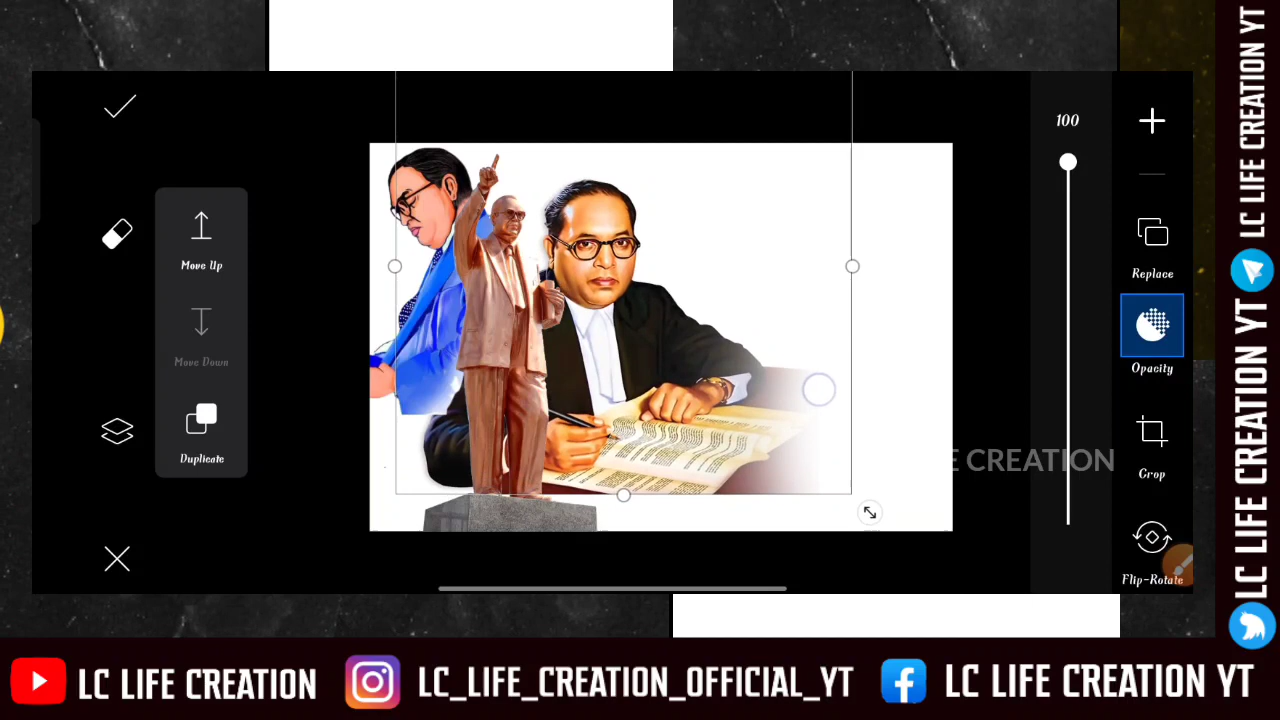 100
Move Up
Replace
Move Down
Opacity
Duplicate
E CREATION
Crop
Flip-Rotate
LC LIFE CREATION YT
LC LIFE CREATION YT
LC LIFE CREATION
LC_LIFE_CREATION_OFFICIAL_YT
LC LIFE CREATION YT